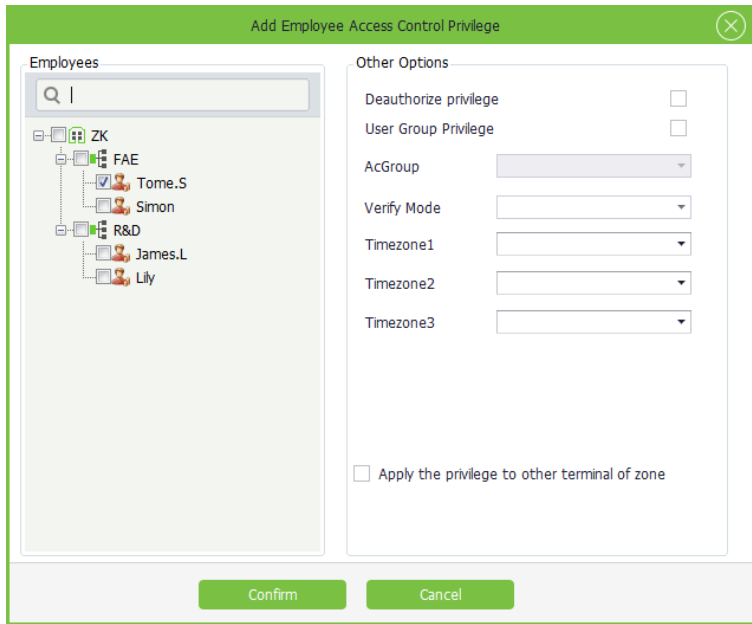 Add Employee Access Control Privilege
Employees
ZK
FAE
Tome.S
Simon
R&D
James.L
Lily
Other Options
Deauthorize privilege
User Group Privilege
AcGroup
Verify Mode
Timezone1
Timezone2
Timezone3
Apply the privilege to other terminal of zone
Confirm
Cancel